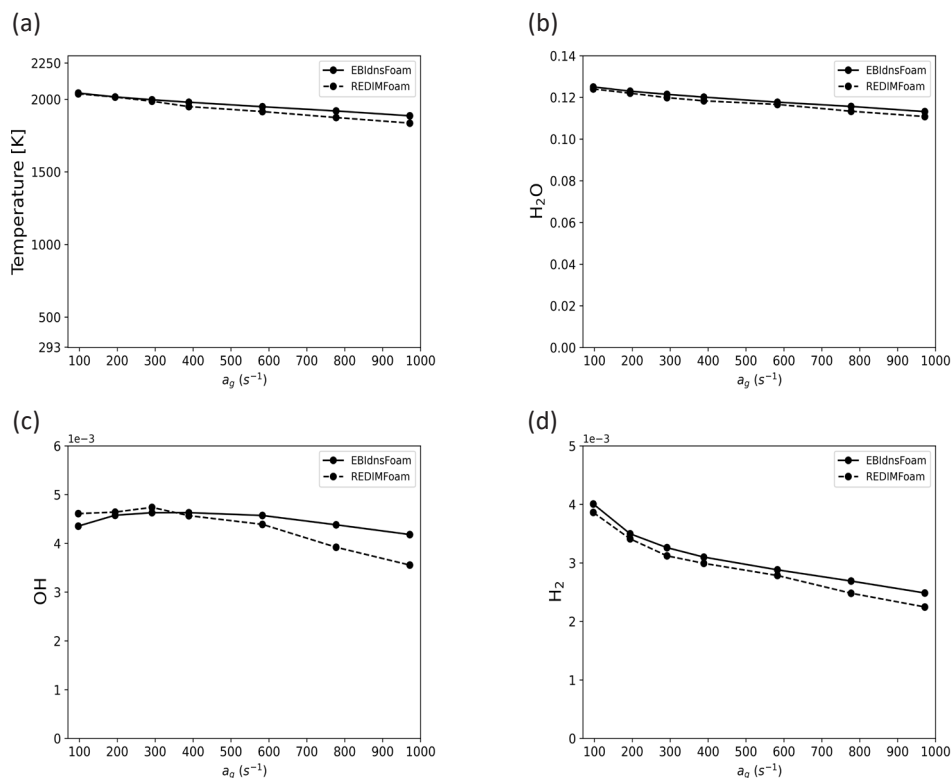 (a)
2250
2000
1500
1000
500
293
100 200 300 400 500 600 700 800 900 1000
Temperature [K]
a_g (s⁻¹)
EBIdnsFoam
REDIMFoam
(b)
0.14
0.12
0.10
0.08
0.06
0.04
0.02
0.00
100 200 300 400 500 600 700 800 900 1000
H₂O
a_g (s⁻¹)
EBIdnsFoam
REDIMFoam
(c)
1e−3
6
5
4
3
2
1
0
100 200 300 400 500 600 700 800 900 1000
OH
a_g (s⁻¹)
EBIdnsFoam
REDIMFoam
(d)
1e−3
5
4
3
2
1
0
100 200 300 400 500 600 700 800 900 1000
H₂
a_g (s⁻¹)
EBIdnsFoam
REDIMFoam